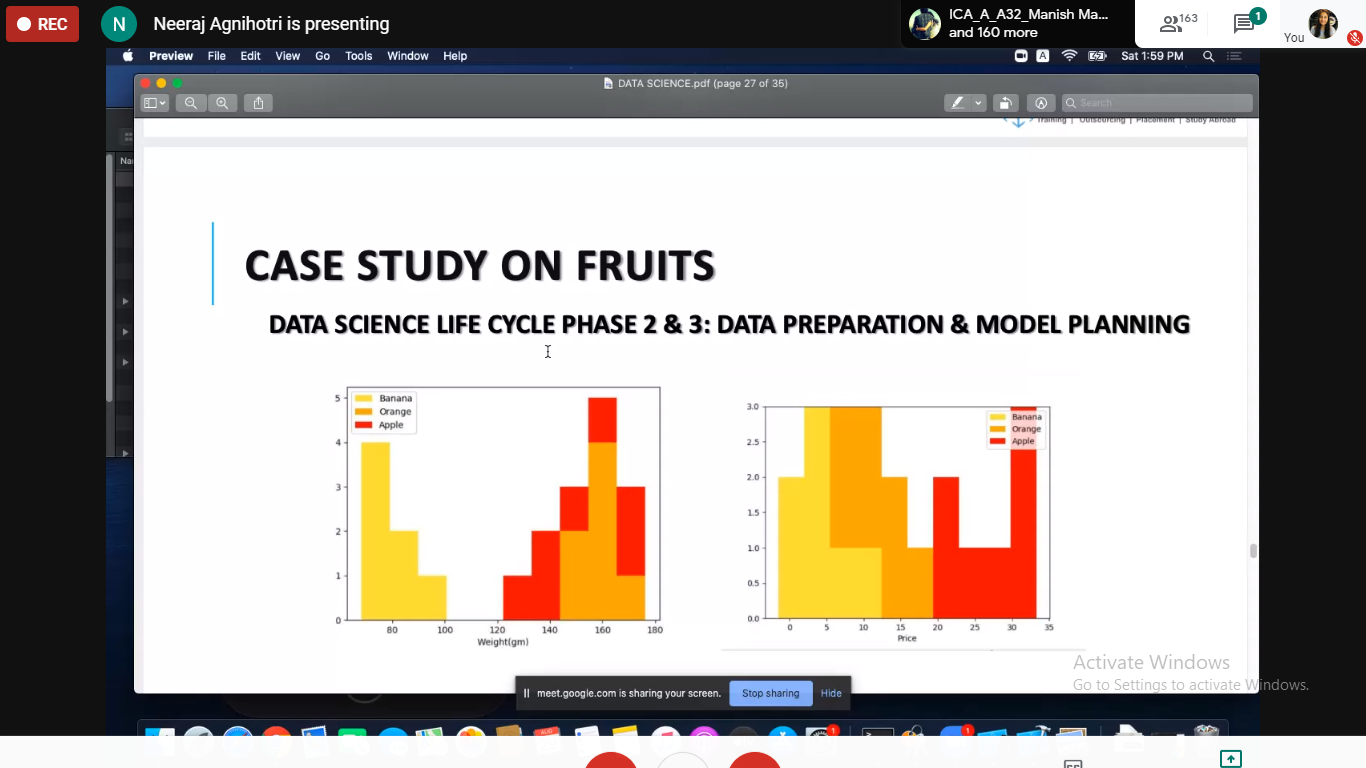 REC
N
Neeraj Agnihotri is presenting
ICA_A_A32_Manish Ma...
and 160 more
163
1
You
Preview File Edit View Go Tools Window Help
A
Sat 1:59 PM
DATA SCIENCE.pdf (page 27 of 35)
Search
Training | Outsourcing | Placement | Study Abroad
Na
CASE STUDY ON FRUITS
DATA SCIENCE LIFE CYCLE PHASE 2 & 3: DATA PREPARATION & MODEL PLANNING
Banana
Orange
Apple
5
4
3
2
1
0
80 100 120 140 160 180
Weight(gm)
Banana
Orange
Apple
3.0
2.5
2.0
1.5
1.0
0.5
0.0
0 5 10 15 20 25 30 35
Price
Activate Windows
Go to Settings to activate Windows.
meet.google.com is sharing your screen.
Stop sharing
Hide
AUG
1
1